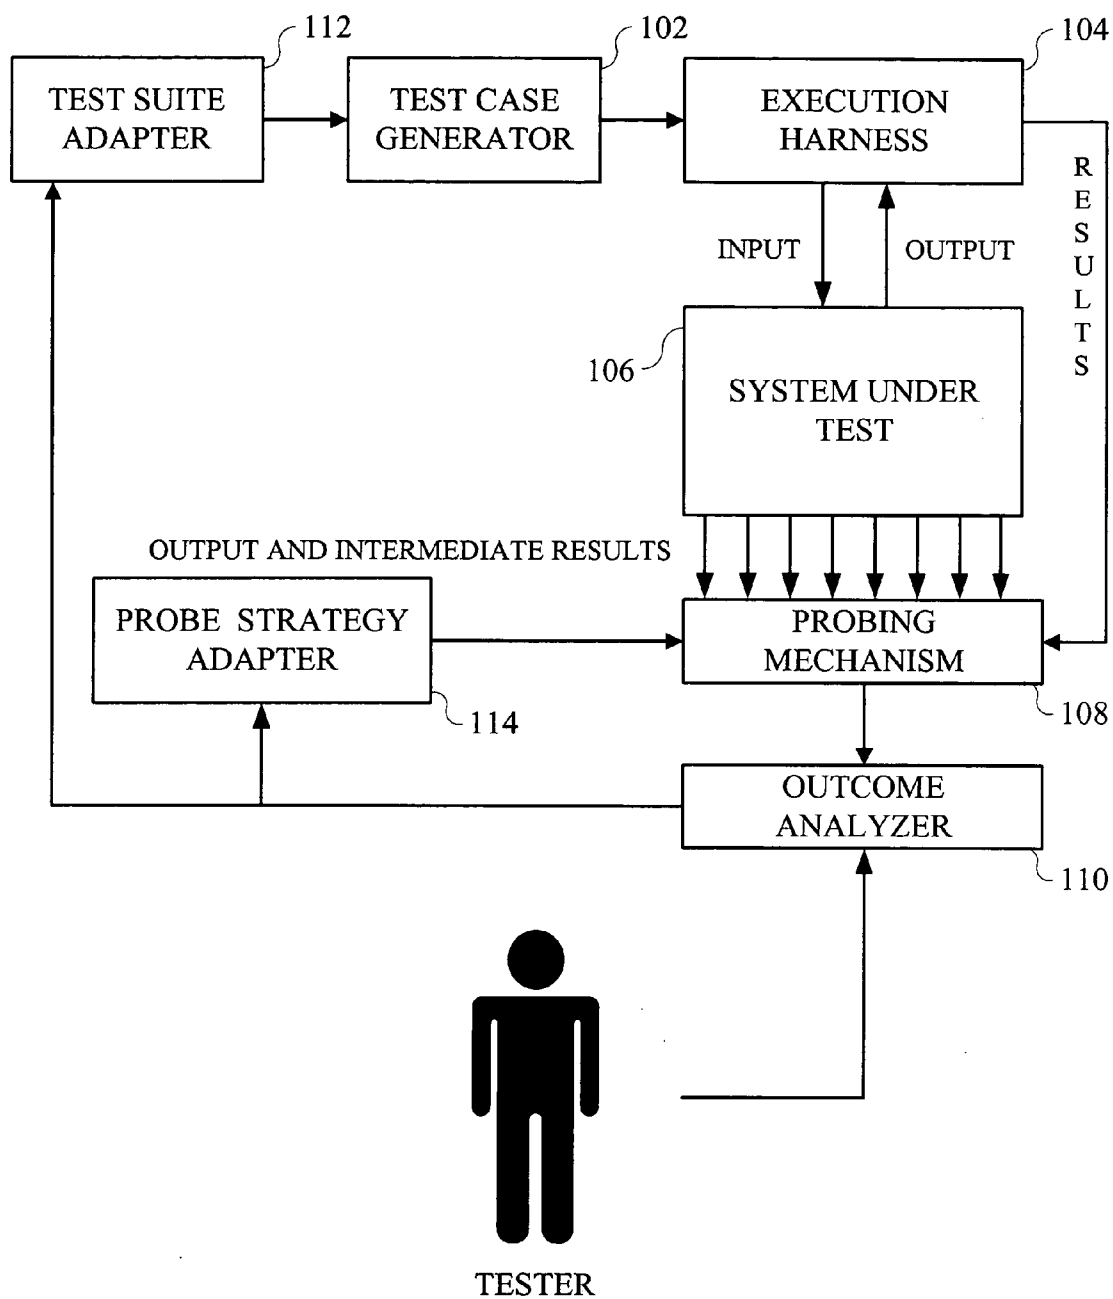 112
102
104
TEST SUITE
ADAPTER
TEST CASE
GENERATOR
EXECUTION
HARNESS
RESULTS
INPUT
OUTPUT
106
SYSTEM UNDER
TEST
OUTPUT AND INTERMEDIATE RESULTS
PROBE STRATEGY
ADAPTER
PROBING
MECHANISM
114
108
OUTCOME
ANALYZER
110
TESTER